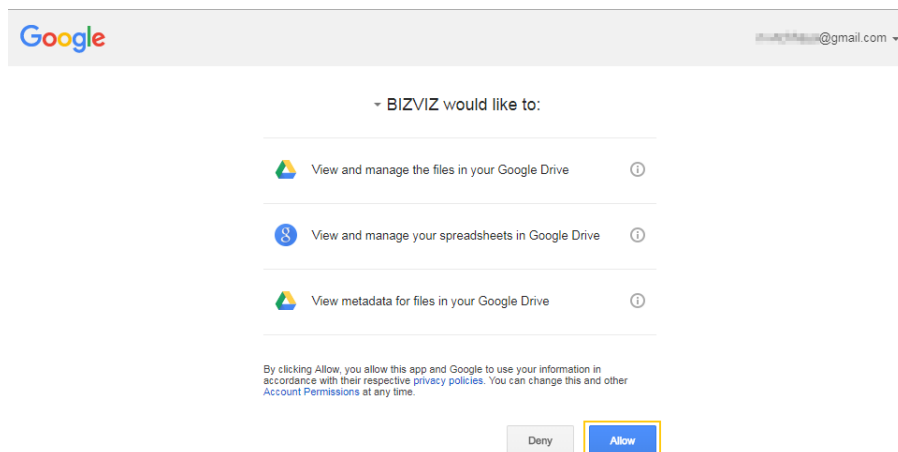 Google
@gmail.com
BIZVIZ would like to:
View and manage the files in your Google Drive
8 View and manage your spreadsheets in Google Drive
View metadata for files in your Google Drive
By clicking Allow, you allow this app and Google to use your information in
accordance with their respective privacy policies. You can change this and other
Account Permissions at any time.
Deny Allow